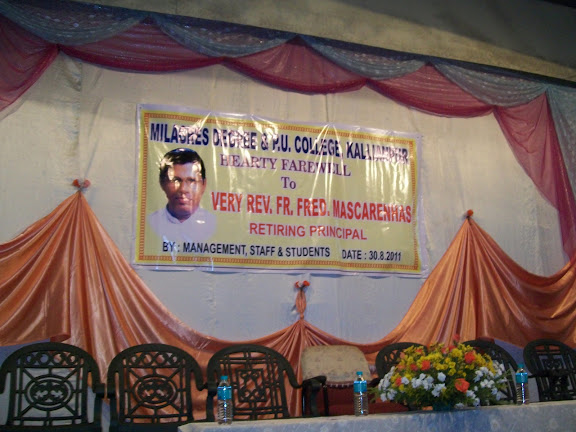 MILAGRES DEGREE & P.U. COLLEGE, KALLIANPUR
HEARTY FAREWELL
To
VERY REV. FR. FRED. MASCARENHAS
RETIRING PRINCIPAL
BY : MANAGEMENT, STAFF & STUDENTS DATE : 30.8.2011